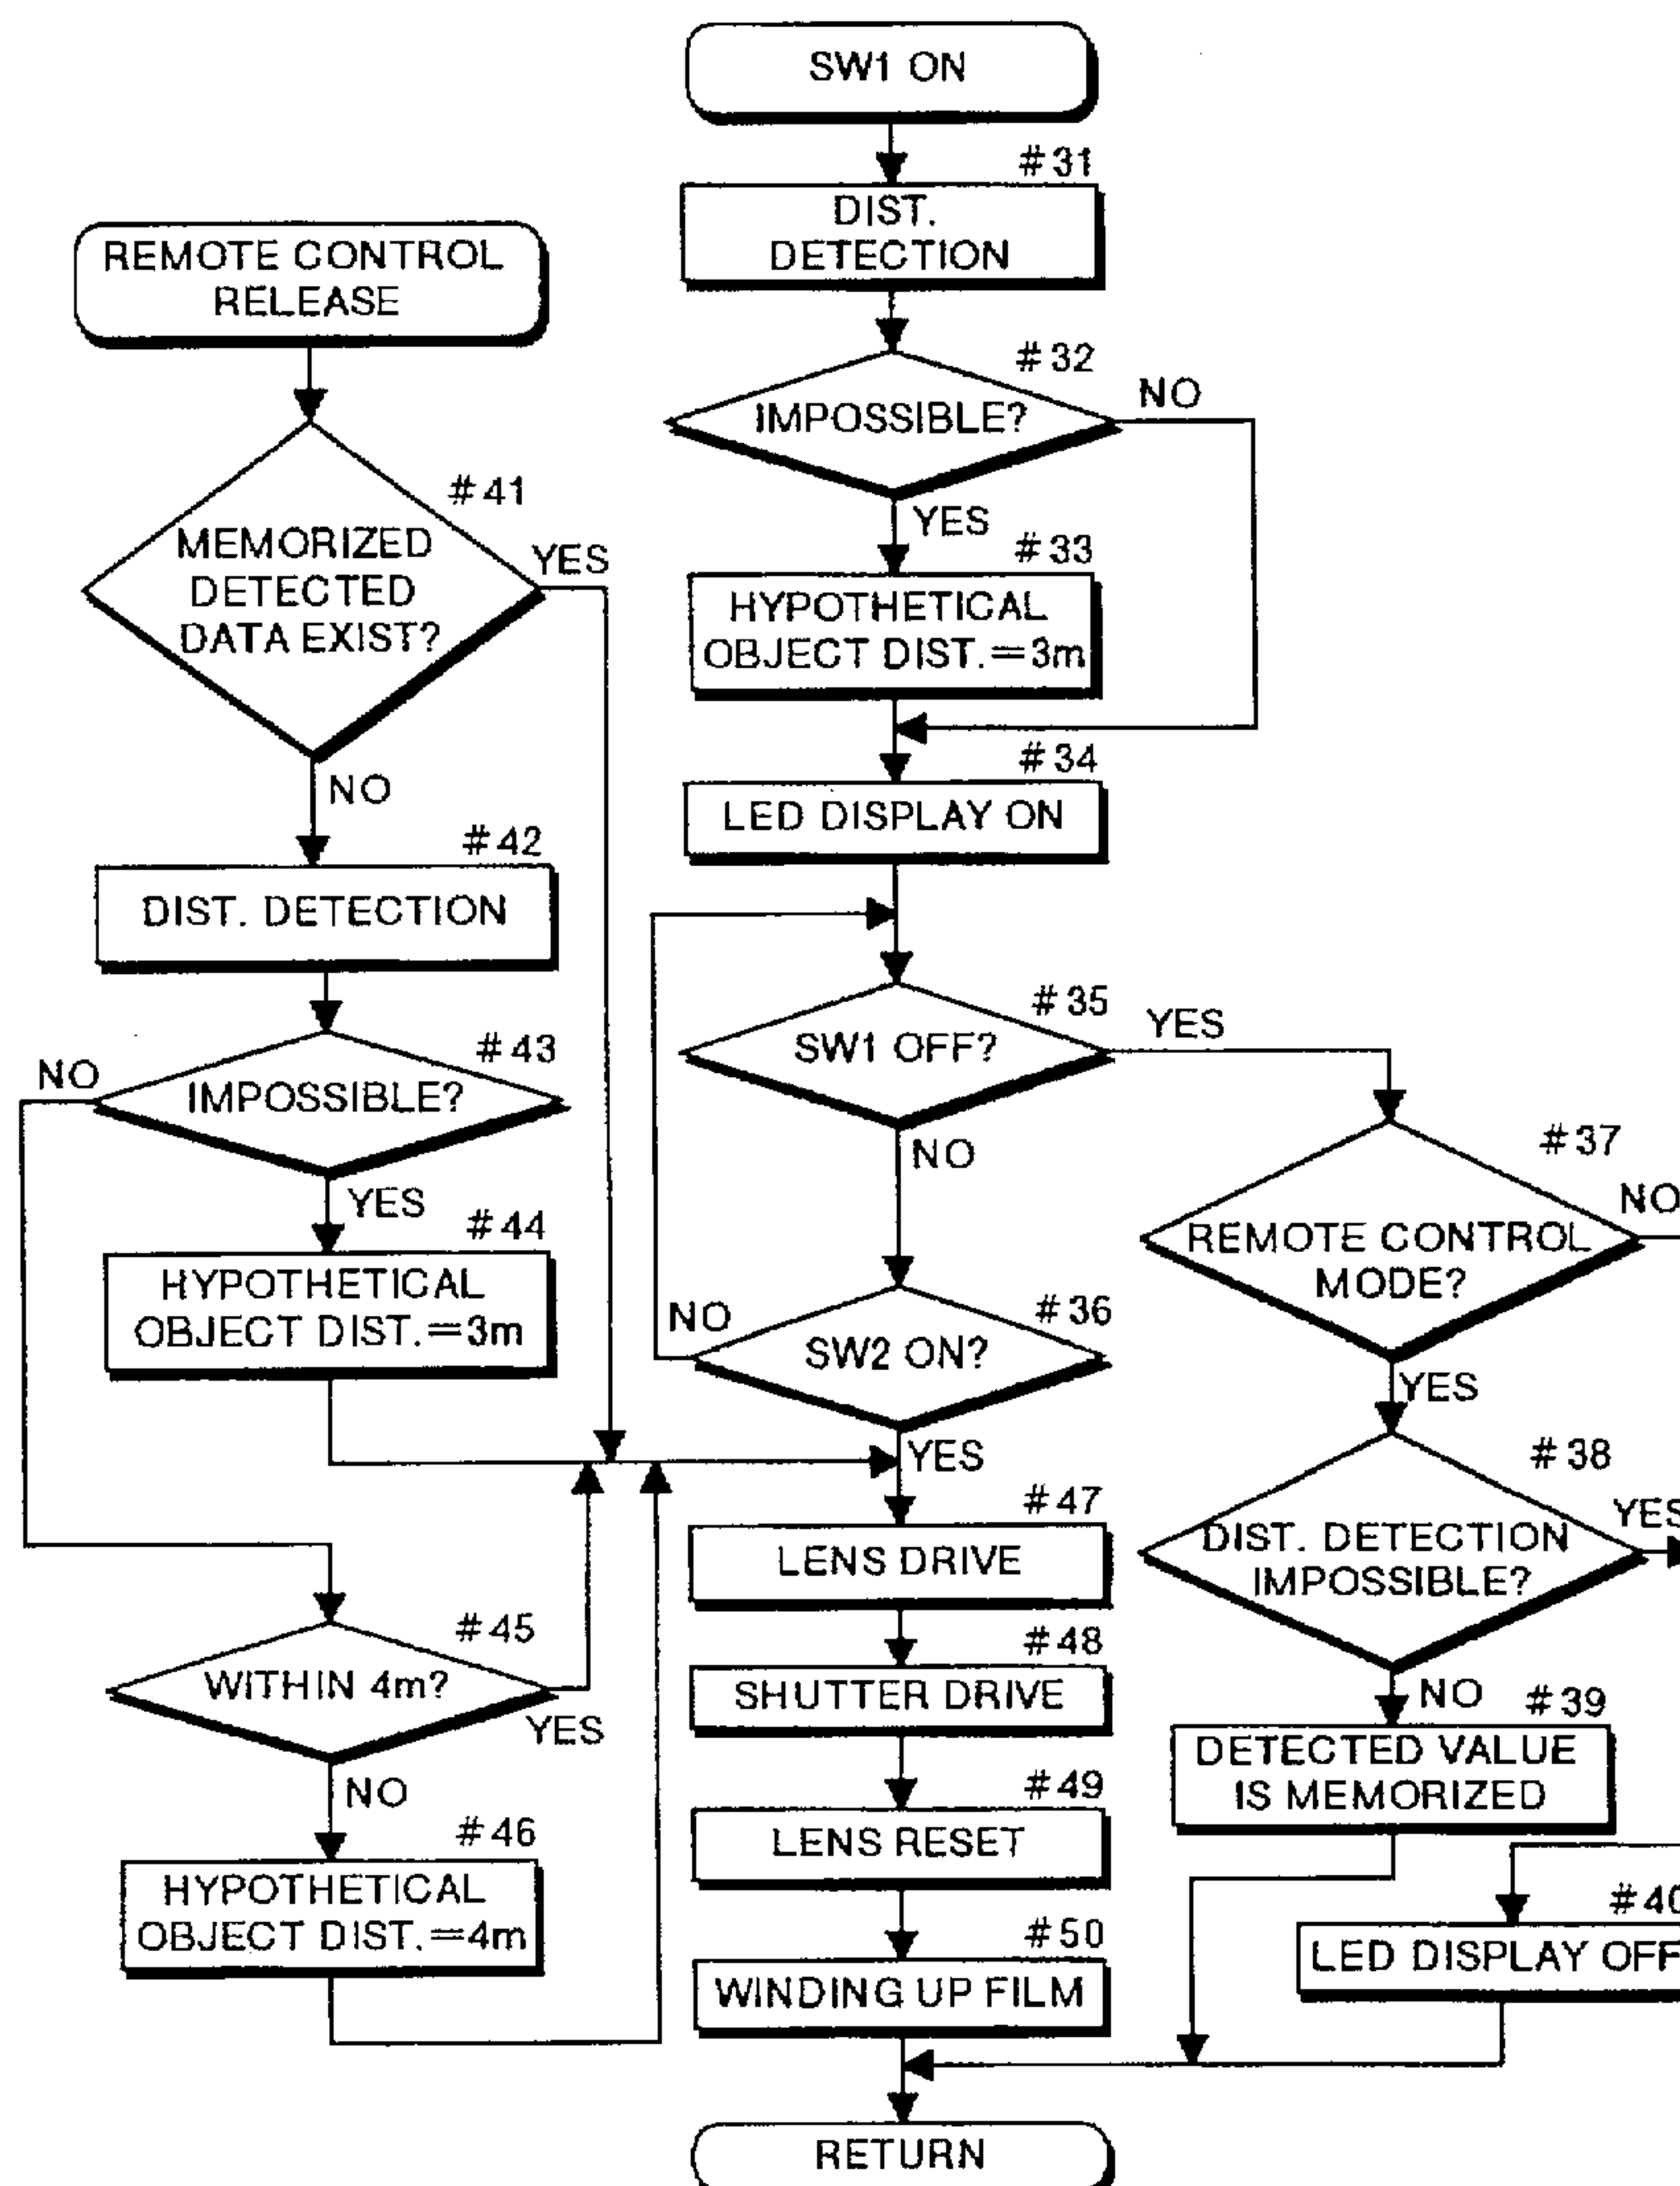 SW1 ON
#31
DIST.
DETECTION
#32
IMPOSSIBLE?
NO
YES
#33
HYPOTHETICAL
OBJECT DIST.=3m
#34
LED DISPLAY ON
#35
SW1 OFF?
YES
NO
#36
SW2 ON?
NO
YES
#37
REMOTE CONTROL
MODE?
NO
YES
#38
DIST. DETECTION
IMPOSSIBLE?
YES
NO
#39
DETECTED VALUE
IS MEMORIZED
#40
LED DISPLAY OFF
REMOTE CONTROL
RELEASE
#41
MEMORIZED
DETECTED
DATA EXIST?
YES
NO
#42
DIST. DETECTION
#43
IMPOSSIBLE?
NO
YES
#44
HYPOTHETICAL
OBJECT DIST.=3m
#45
WITHIN 4m?
YES
NO
#46
HYPOTHETICAL
OBJECT DIST.=4m
#47
LENS DRIVE
#48
SHUTTER DRIVE
#49
LENS RESET
#50
WINDING UP FILM
RETURN